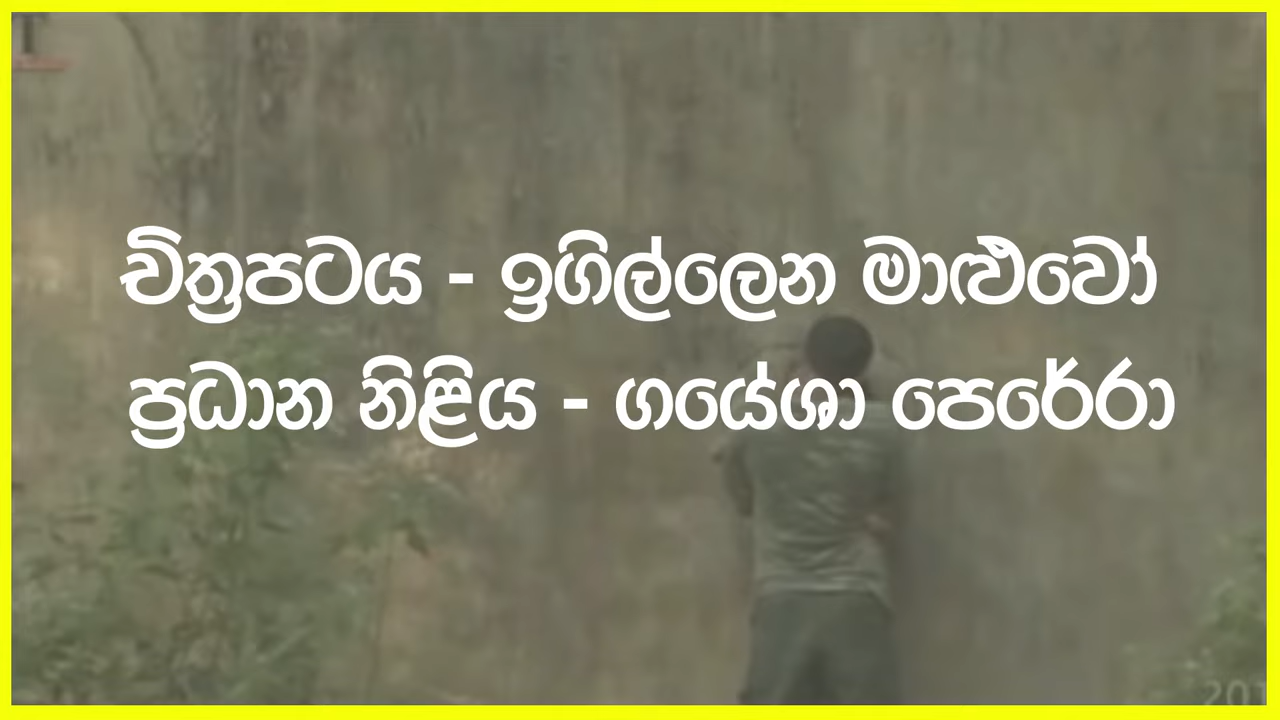 චිත්‍රපටය - ඉගිල්ලෙන මාළුවෝ
ප්‍රධාන නිළිය - ගයේශා පෙරේරා